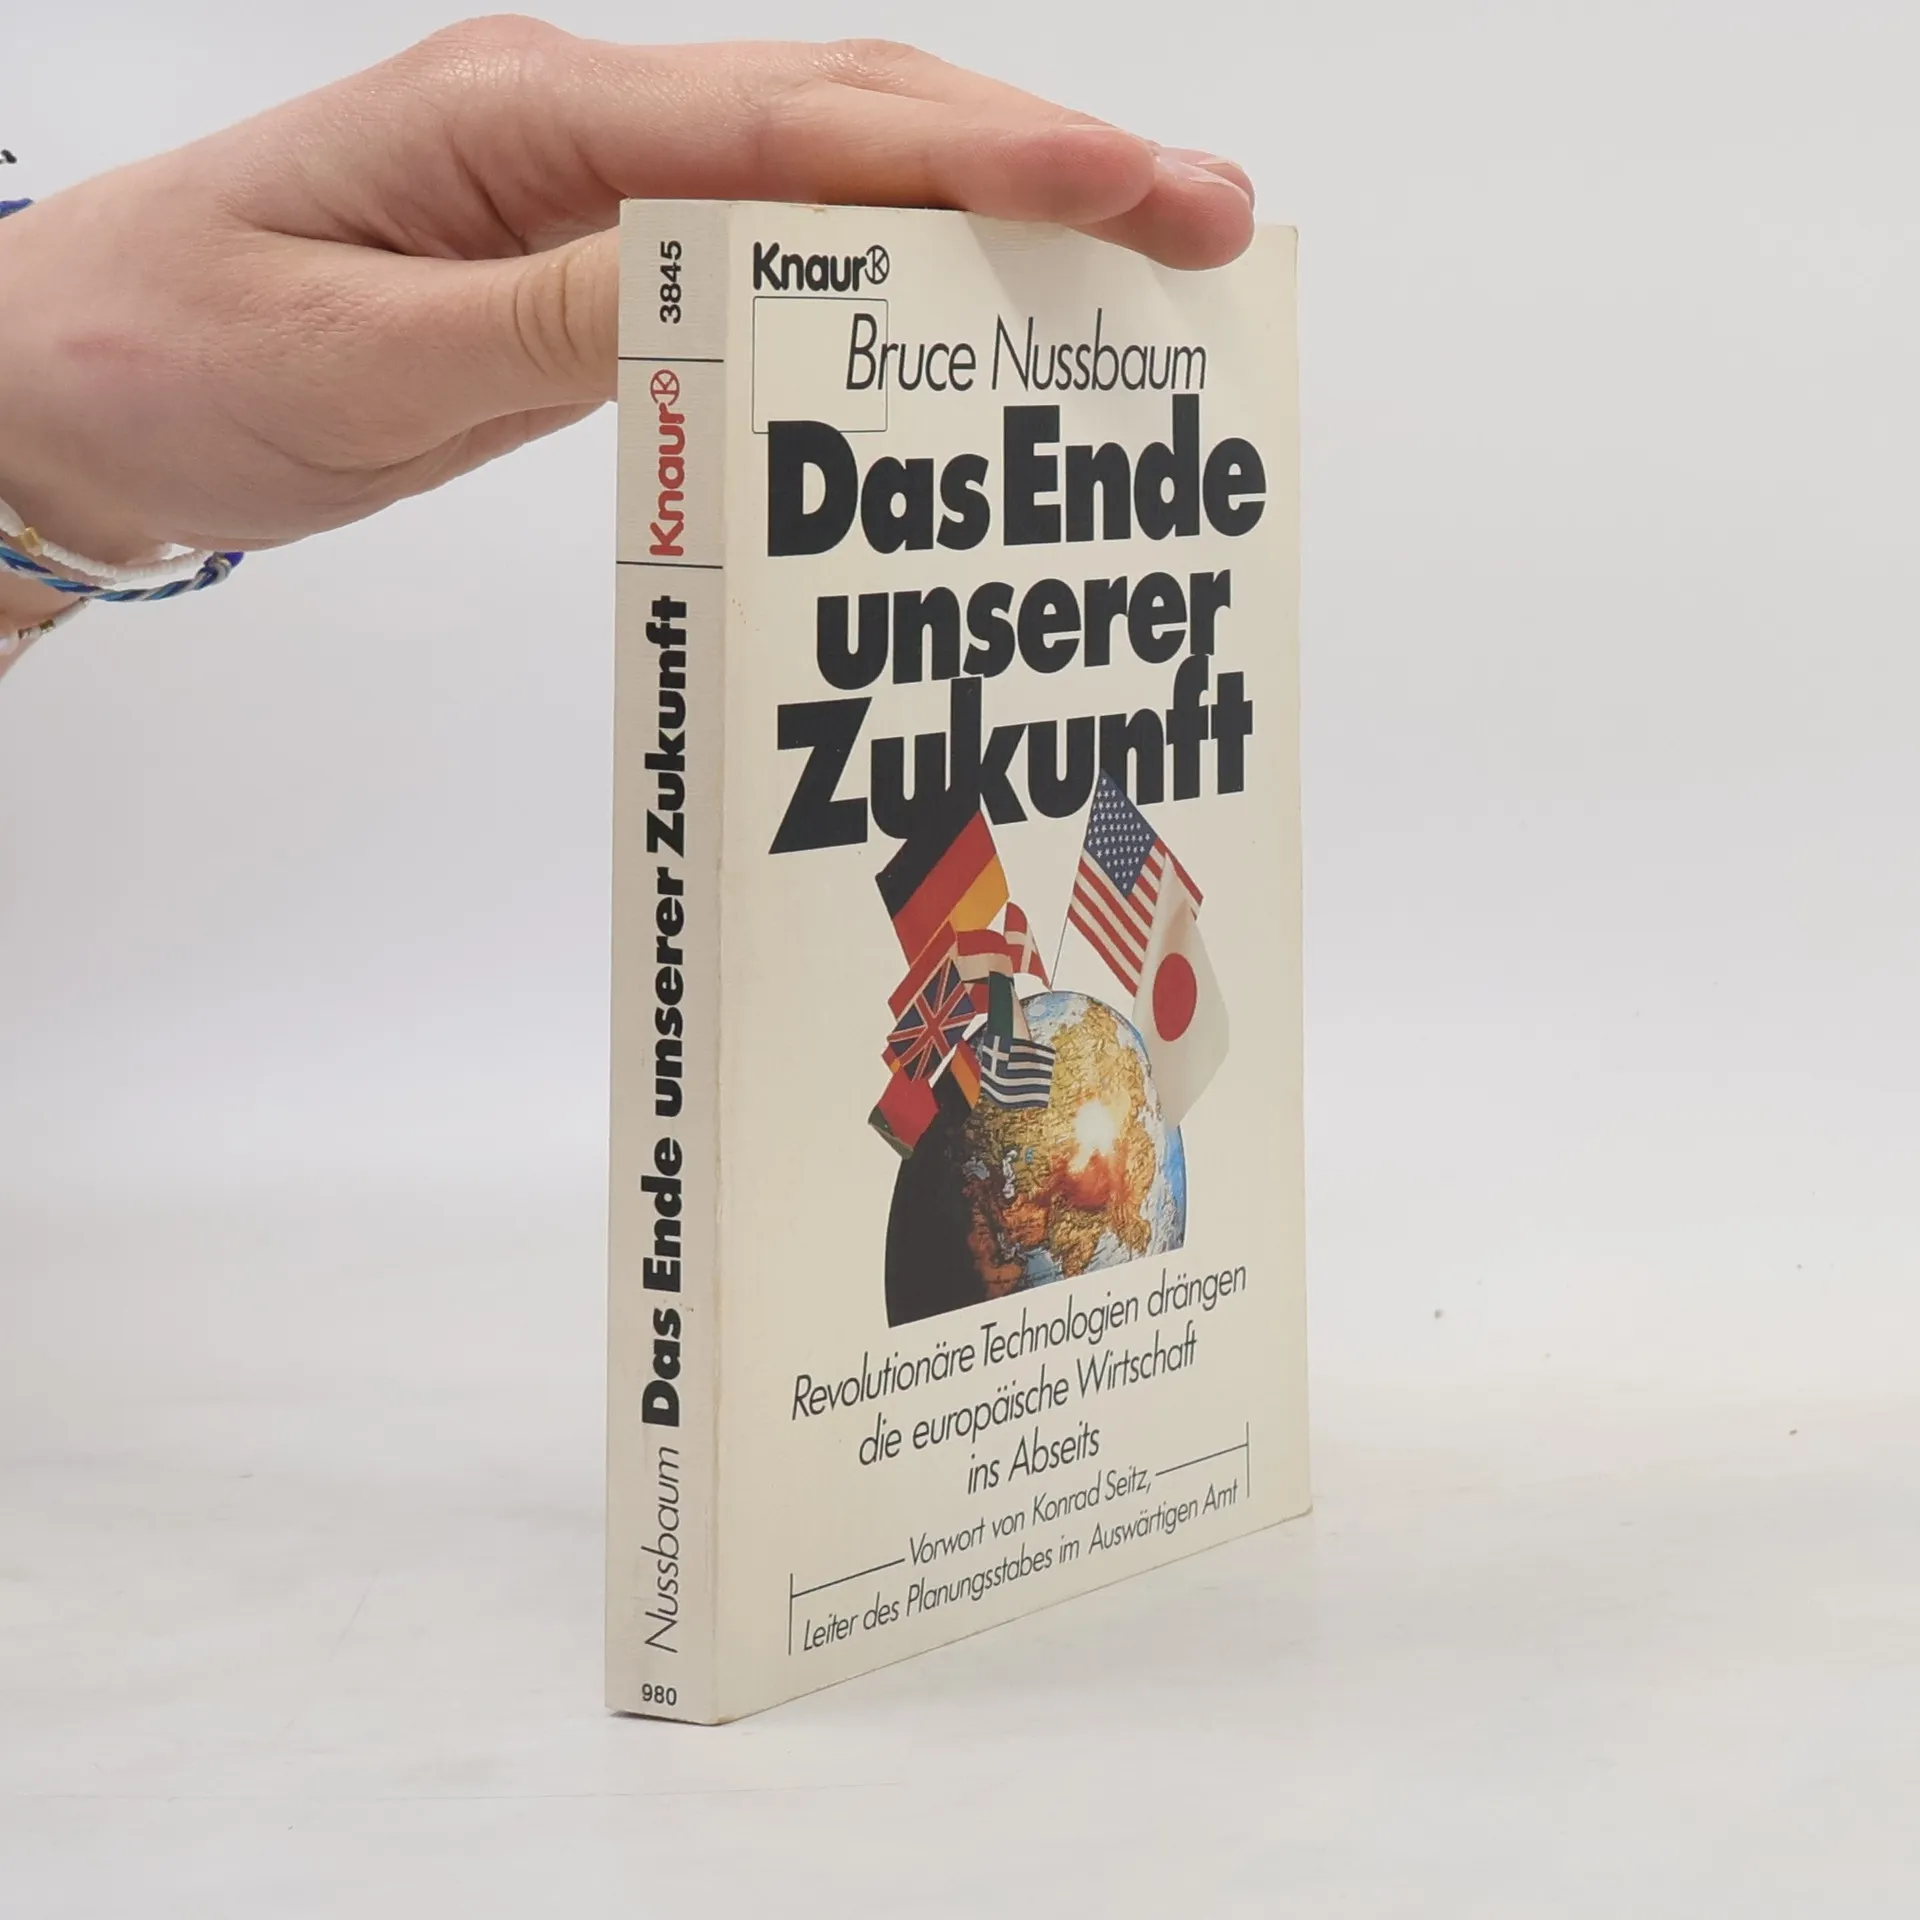 3845
Knaur
Nussbaum Das Ende unserer Zukunft
980
Knaur
Bruce Nussbaum
Das Ende
unserer
Zukunft
Revolutionäre Technologien drängen
die europäische Wirtschaft
ins Abseits
Vorwort von Konrad Seitz,
Leiter des Planungsstabes im Auswärtigen Amt